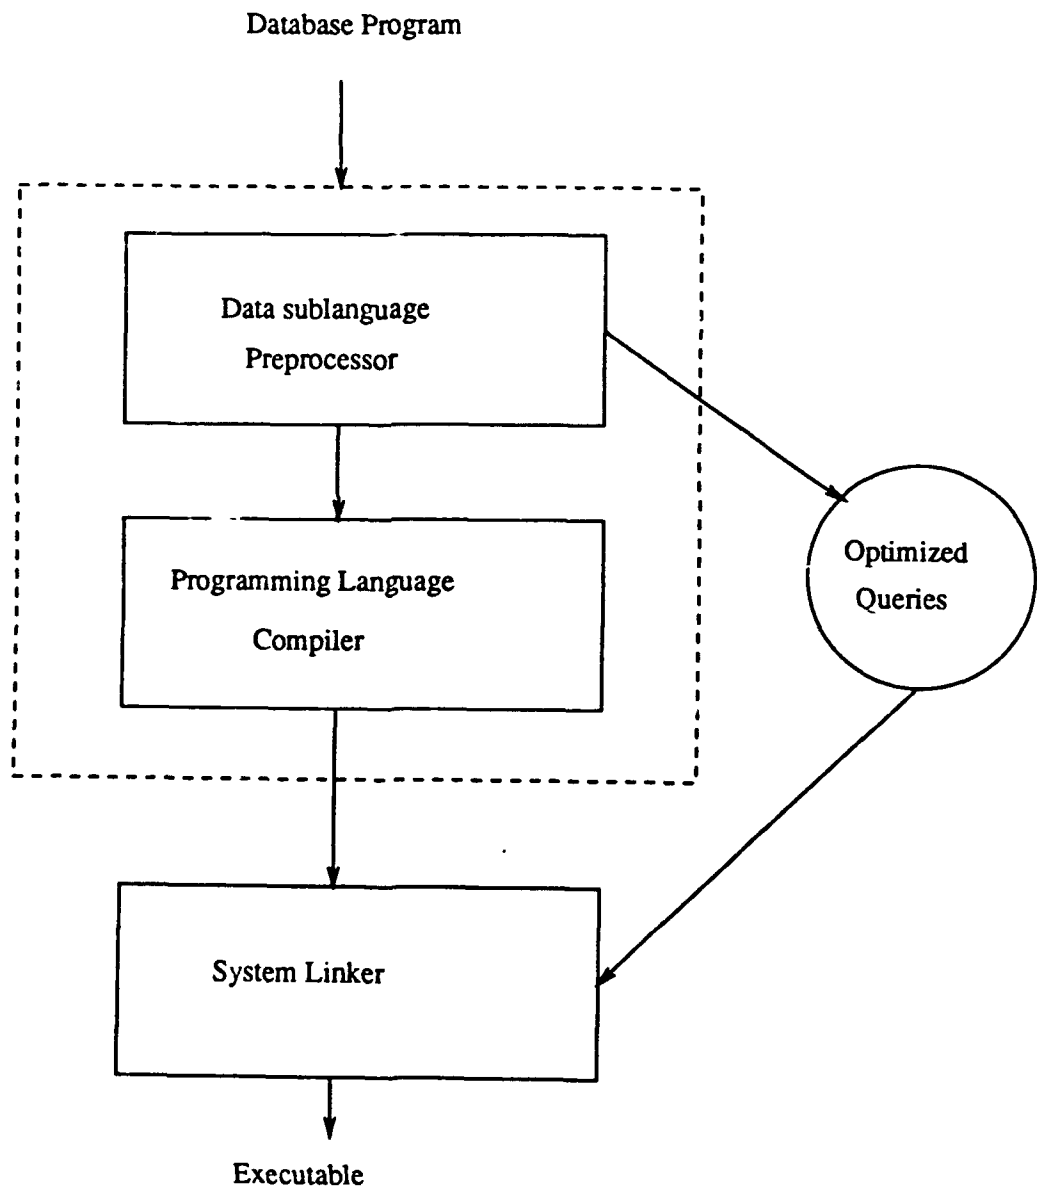 Database Program
Data sublanguage
Preprocessor
Programming Language
Compiler
Optimized
Queries
System Linker
Executable